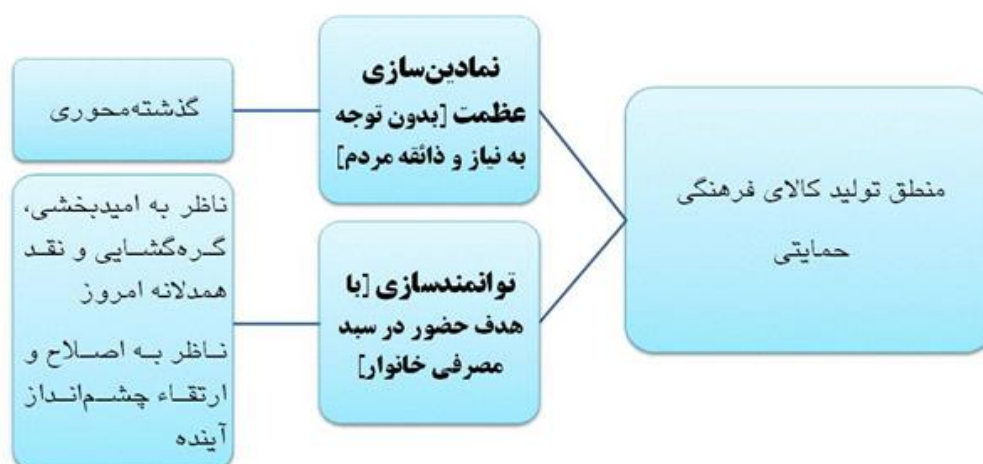 منطق تولید کالای فرهنگی
حمایتی
نمادین‌سازی
عظمت [بدون توجه
به نیاز و ذائقه مردم]
گذشته‌محوری
توانمندسازی [با
هدف حضور در سبد
مصرفی خانوار]
ناظر به امیدبخشی،
گره‌گشایی و نقد
همدلانه امروز
ناظر به اصلاح و
ارتقاء چشم‌انداز
آینده